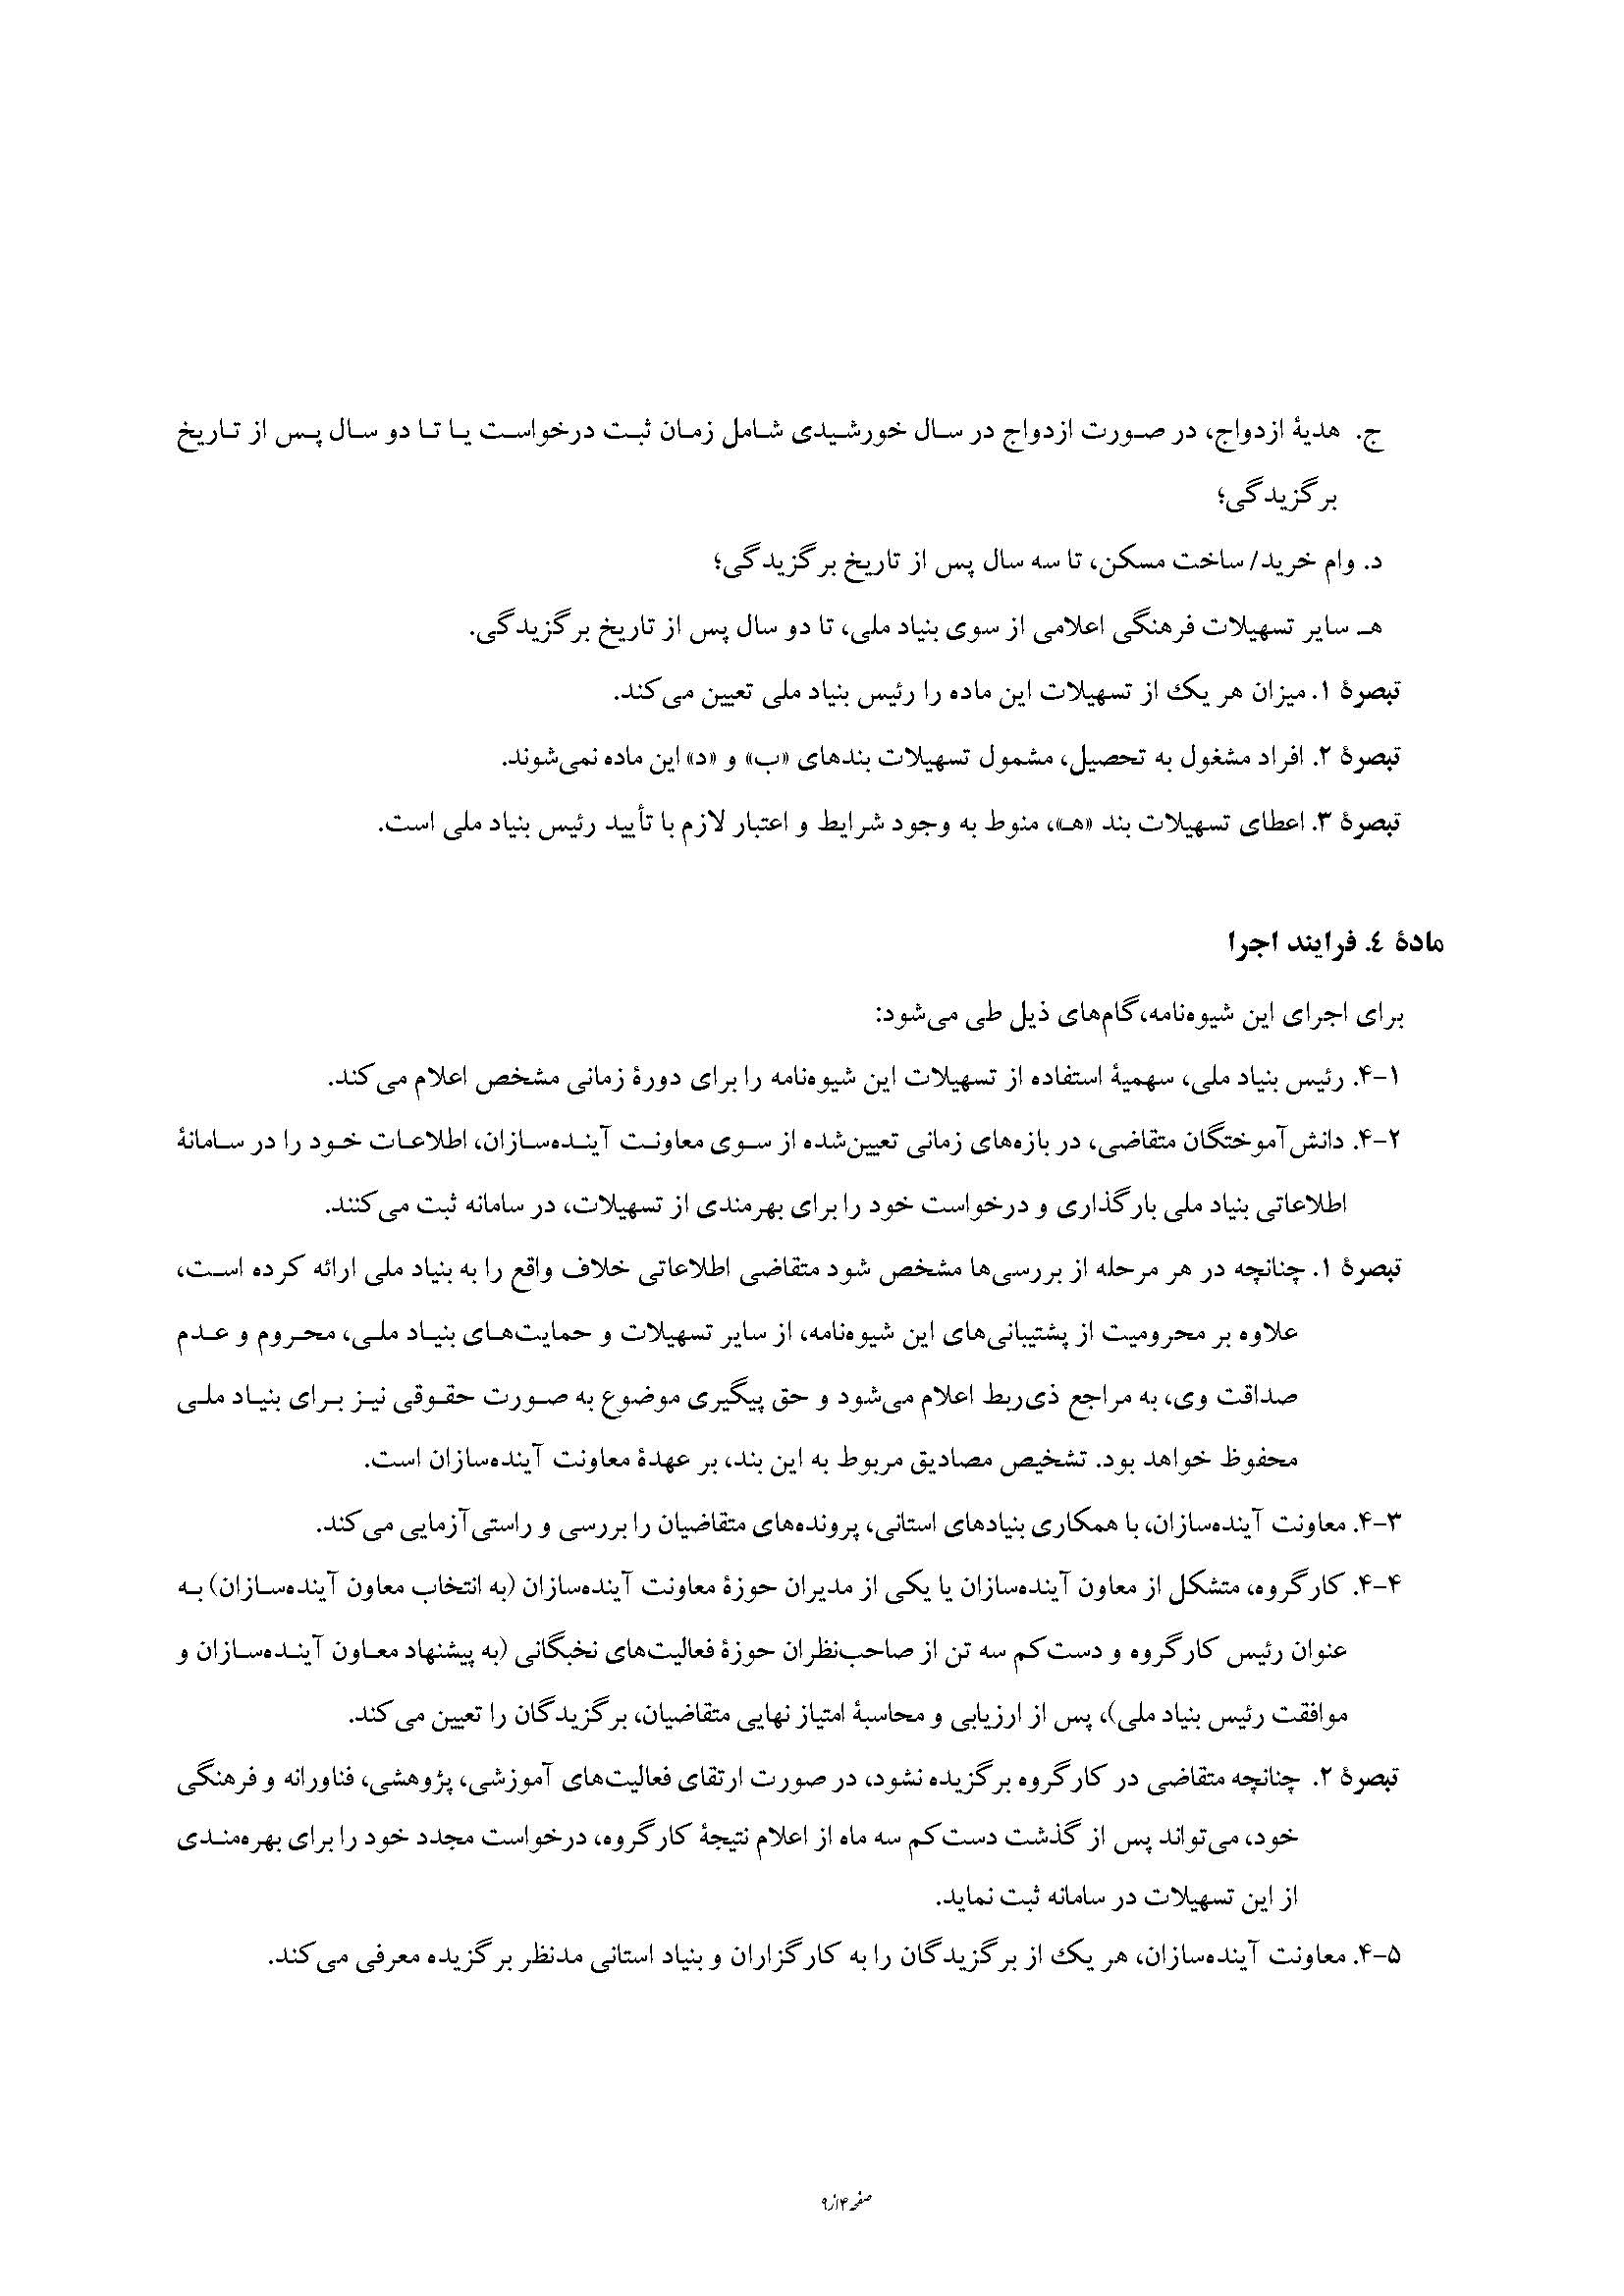 ج. هدیهٔ ازدواج، در صورت ازدواج در سال خورشیدی شامل زمان ثبت درخواست یا تا دو سال پس از تاریخ
برگزیدگی؛
د. وام خرید/ ساخت مسکن، تا سه سال پس از تاریخ برگزیدگی؛
هـ. سایر تسهیلات فرهنگی اعلامی از سوی بنیاد ملی، تا دو سال پس از تاریخ برگزیدگی.
تبصرهٔ ۱. میزان هر یک از تسهیلات این ماده را رئیس بنیاد ملی تعیین می‌کند.
تبصرهٔ ۲. افراد مشغول به تحصیل، مشمول تسهیلات بندهای «ب» و «د» این ماده نمی‌شوند.
تبصرهٔ ۳. اعطای تسهیلات بند «هـ»، منوط به وجود شرایط و اعتبار لازم با تأیید رئیس بنیاد ملی است.
مادهٔ ٤. فرایند اجرا
برای اجرای این شیوه‌نامه،گام‌های ذیل طی می‌شود:
۴-۱. رئیس بنیاد ملی، سهمیهٔ استفاده از تسهیلات این شیوه‌نامه را برای دورهٔ زمانی مشخص اعلام می‌کند.
۴-۲. دانش‌آموختگان متقاضی، در بازه‌های زمانی تعیین‌شده از سوی معاونت آینده‌سازان، اطلاعات خود را در سامانهٔ
اطلاعاتی بنیاد ملی بارگذاری و درخواست خود را برای بهرمندی از تسهیلات، در سامانه ثبت می‌کنند.
تبصرهٔ ۱. چنانچه در هر مرحله از بررسی‌ها مشخص شود متقاضی اطلاعاتی خلاف واقع را به بنیاد ملی ارائه کرده است،
علاوه بر محرومیت از پشتیبانی‌های این شیوه‌نامه، از سایر تسهیلات و حمایت‌های بنیاد ملی، محروم و عدم
صداقت وی، به مراجع ذی‌ربط اعلام می‌شود و حق پیگیری موضوع به صورت حقوقی نیز برای بنیاد ملی
محفوظ خواهد بود. تشخیص مصادیق مربوط به این بند، بر عهدهٔ معاونت آینده‌سازان است.
۴-۳. معاونت آینده‌سازان، با همکاری بنیادهای استانی، پرونده‌های متقاضیان را بررسی و راستی‌آزمایی می‌کند.
۴-۴. کارگروه، متشکل از معاون آینده‌سازان یا یکی از مدیران حوزهٔ معاونت آینده‌سازان (به انتخاب معاون آینده‌سازان) به
عنوان رئیس کارگروه و دست‌کم سه تن از صاحب‌نظران حوزهٔ فعالیت‌های نخبگانی (به پیشنهاد معاون آینده‌سازان و
موافقت رئیس بنیاد ملی)، پس از ارزیابی و محاسبهٔ امتیاز نهایی متقاضیان، برگزیدگان را تعیین می‌کند.
تبصرهٔ ۲. چنانچه متقاضی در کارگروه برگزیده نشود، در صورت ارتقای فعالیت‌های آموزشی، پژوهشی، فناورانه و فرهنگی
خود، می‌تواند پس از گذشت دست‌کم سه ماه از اعلام نتیجهٔ کارگروه، درخواست مجدد خود را برای بهره‌مندی
از این تسهیلات در سامانه ثبت نماید.
۴-۵. معاونت آینده‌سازان، هر یک از برگزیدگان را به کارگزاران و بنیاد استانی مدنظر برگزیده معرفی می‌کند.
صفحه ۴ از ۹